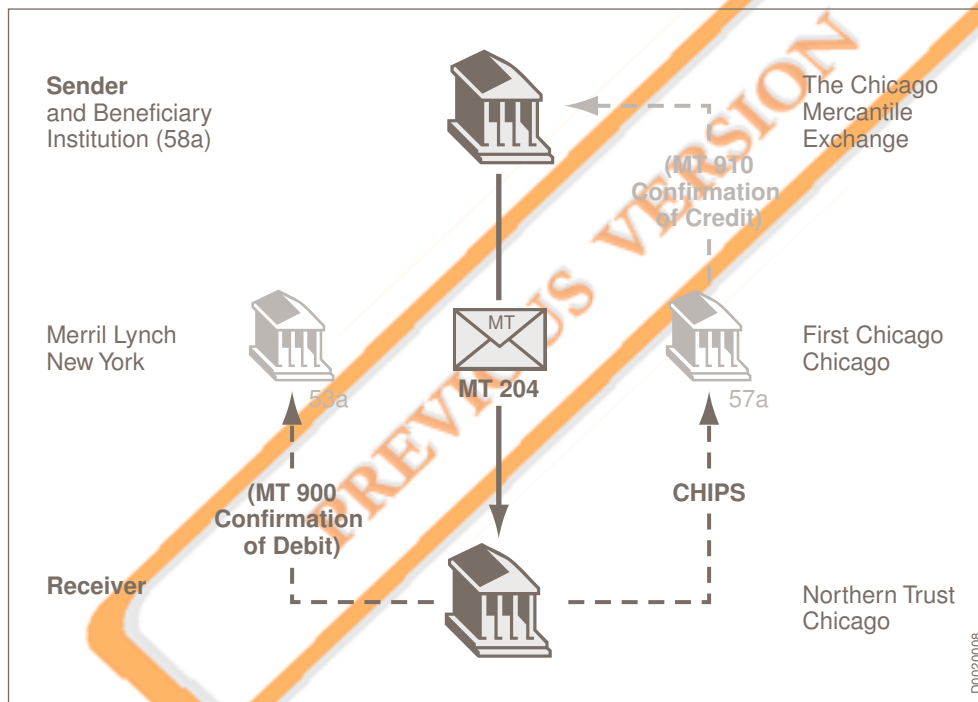 Sender
and Beneficiary
Institution (58a)
The Chicago
Mercantile
Exchange
(MT 910
Confirmation
of Credit)
Merril Lynch
New York
53a
MT
MT 204
57a
First Chicago
Chicago
(MT 900
Confirmation
of Debit)
CHIPS
Receiver
Northern Trust
Chicago
D0020008
PREVIOUS VERSION